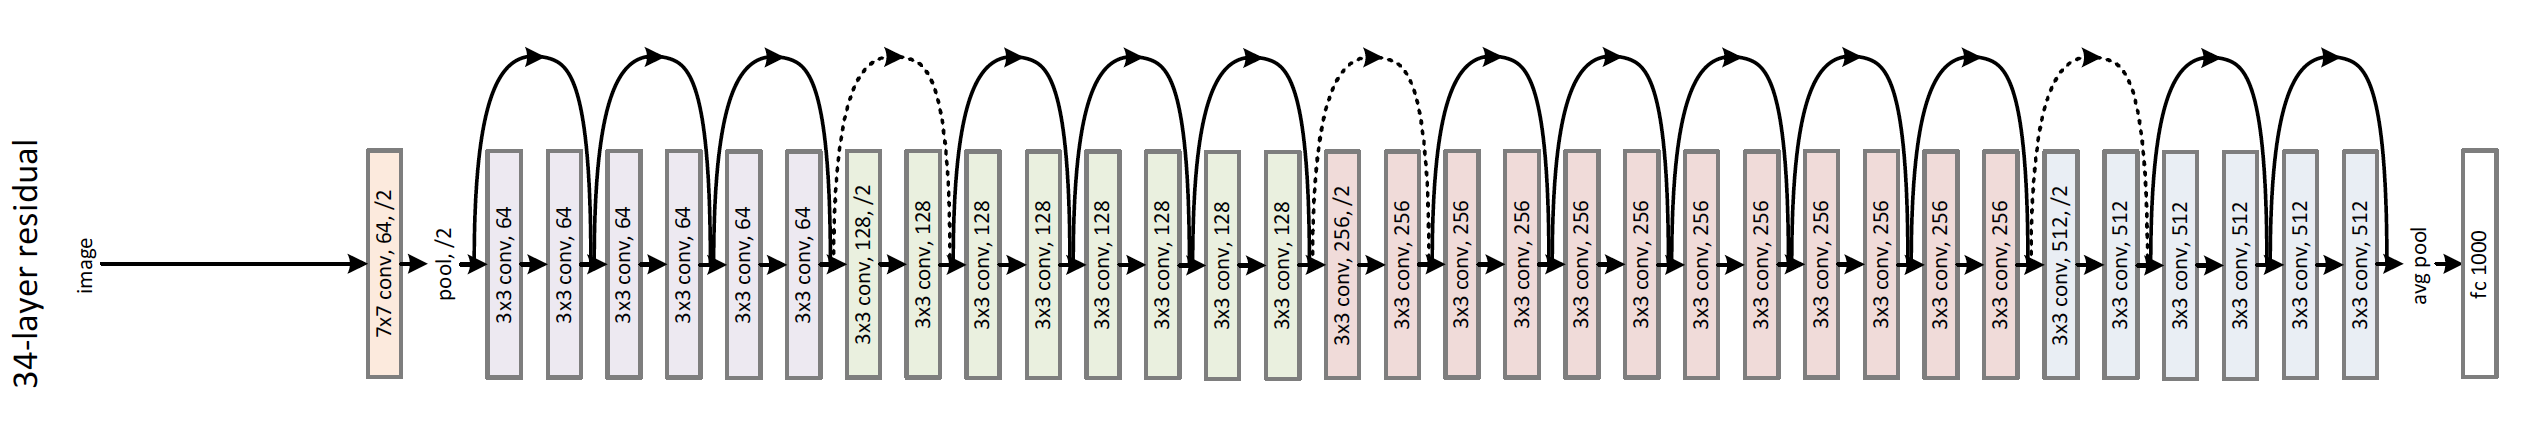 34-layer residual
image
7x7 conv, 64, /2
pool, /2
3x3 conv, 64
3x3 conv, 64
3x3 conv, 64
3x3 conv, 64
3x3 conv, 64
3x3 conv, 64
3x3 conv, 128, /2
3x3 conv, 128
3x3 conv, 128
3x3 conv, 128
3x3 conv, 128
3x3 conv, 128
3x3 conv, 128
3x3 conv, 128
3x3 conv, 256, /2
3x3 conv, 256
3x3 conv, 256
3x3 conv, 256
3x3 conv, 256
3x3 conv, 256
3x3 conv, 256
3x3 conv, 256
3x3 conv, 256
3x3 conv, 256
3x3 conv, 256
3x3 conv, 256
3x3 conv, 512, /2
3x3 conv, 512
3x3 conv, 512
3x3 conv, 512
3x3 conv, 512
3x3 conv, 512
avg pool
fc 1000